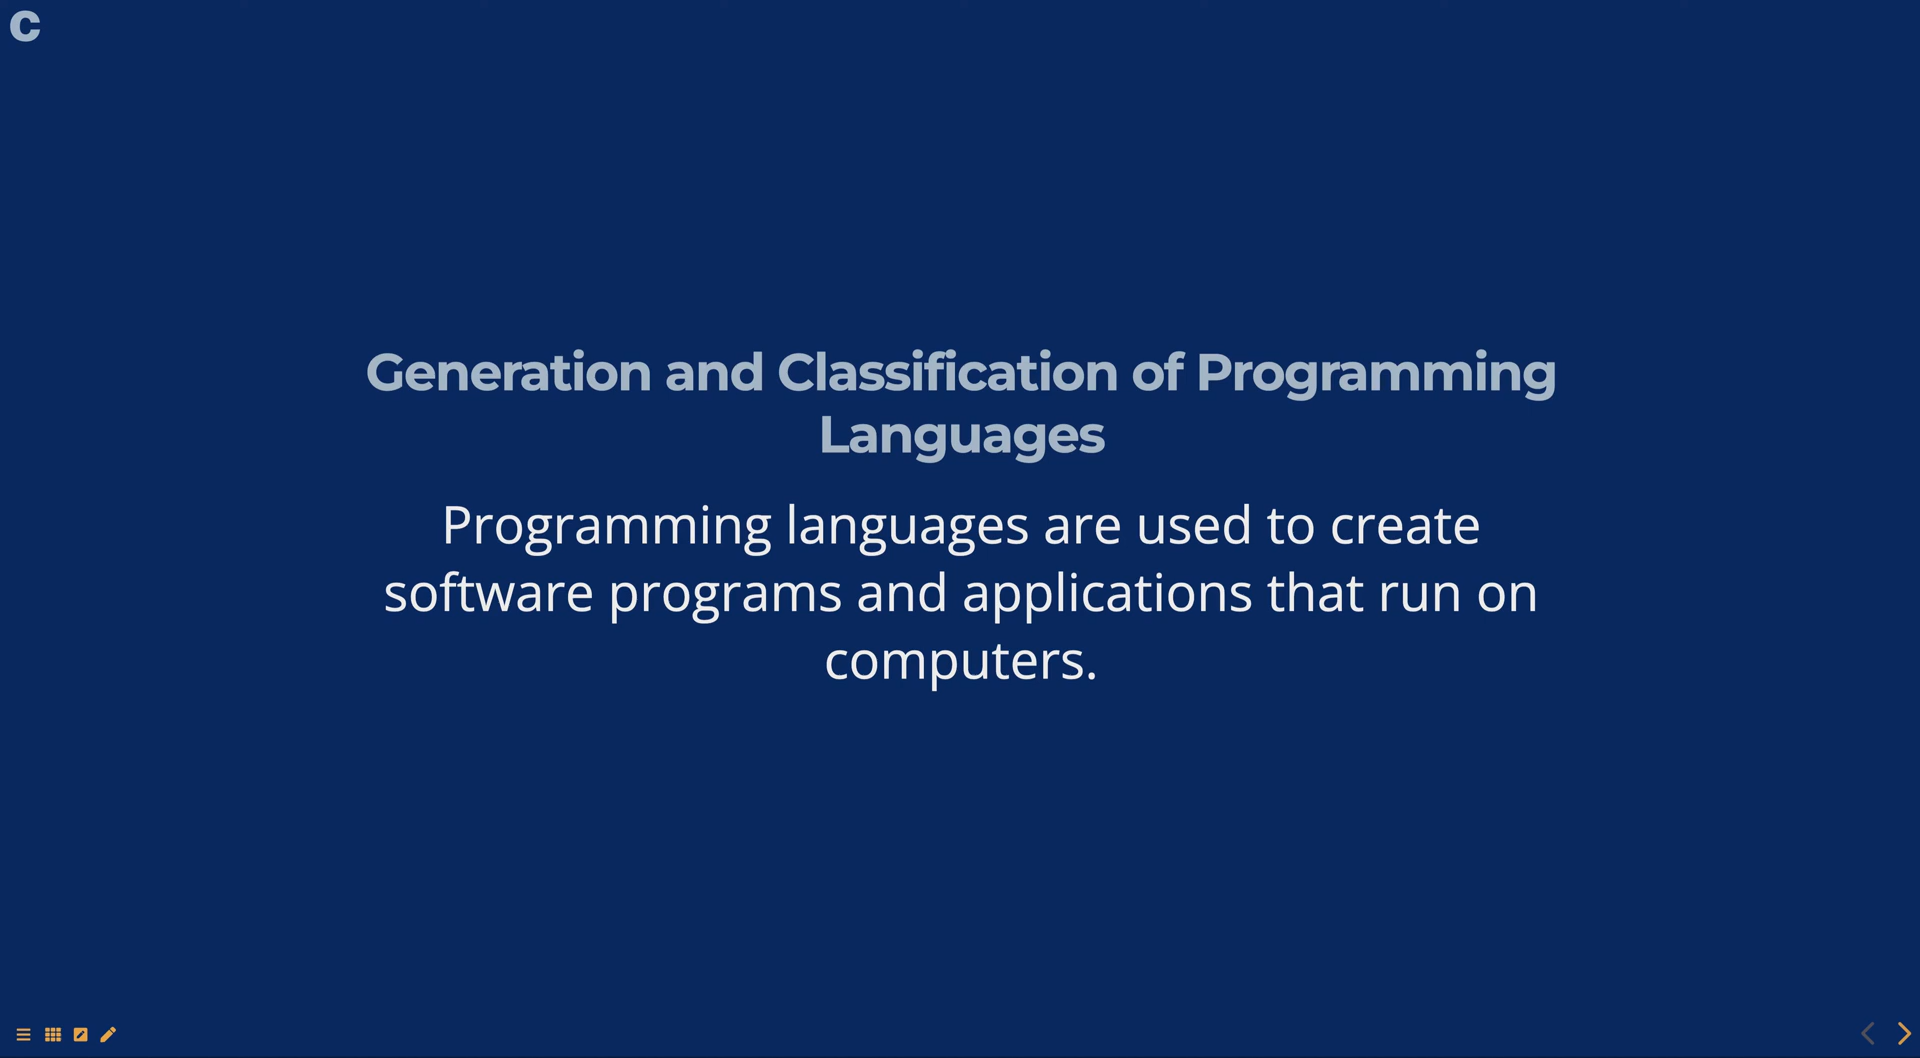 C
Generation and Classification of Programming
Languages
Programming languages are used to create
software programs and applications that run on
computers.